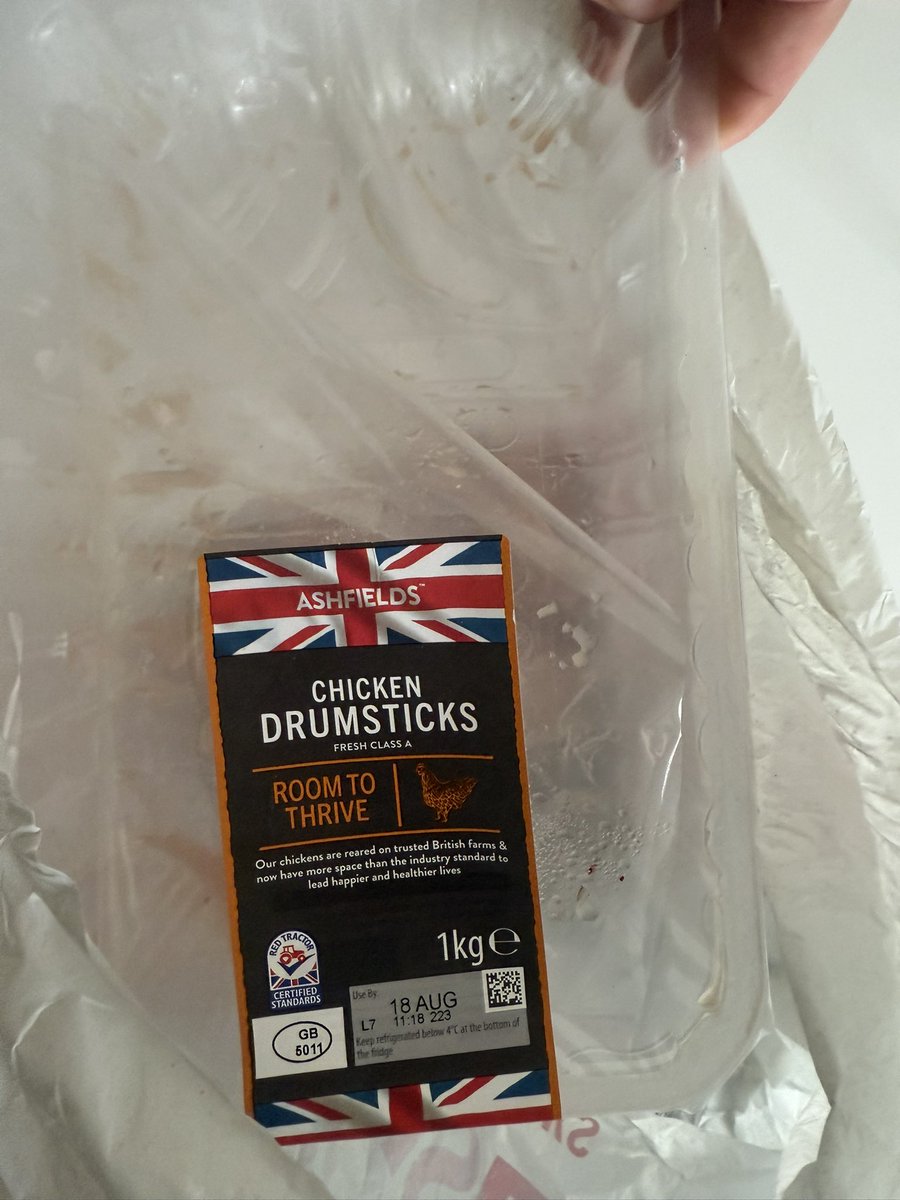 ASHFIELDS™
CHICKEN
DRUMSTICKS
FRESH CLASS A
ROOM TO
THRIVE
Our chickens are reared on trusted British farms &
now have more space than the industry standard to
lead happier and healthier lives
1kg ℮
RED TRACTOR
CERTIFIED
STANDARDS
GB
5011
Use By
18 AUG
L7 11:18 223
Keep refrigerated below 4°C at the bottom of
the fridge